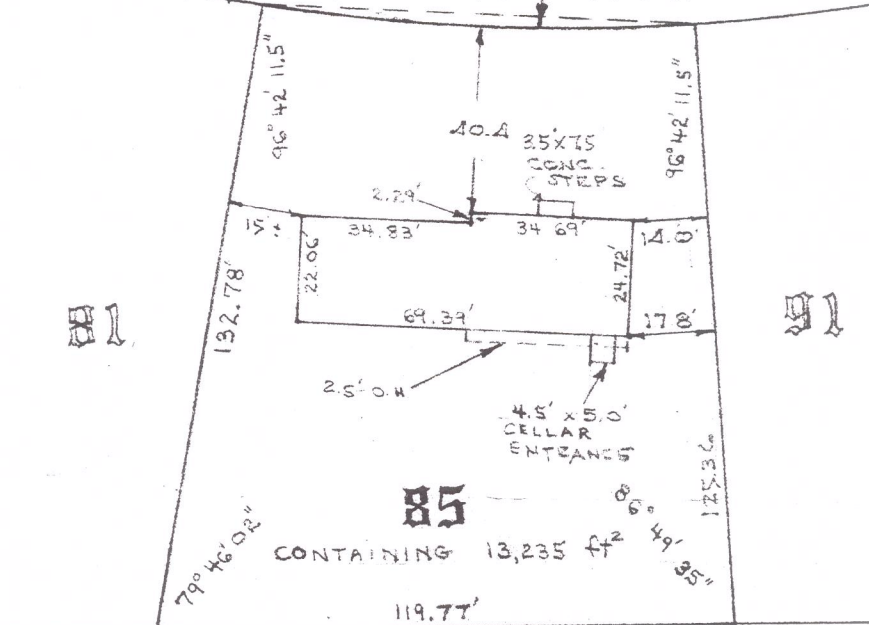 96° 42' 11.5"
96° 42' 11.5"
40.4
3.5'x7.5
CONC.
STEPS
2.29'
15'±
34.83'
34.69'
14.0'
22.06'
24.72'
132.78'
69.39'
17.8'
81
91
2.5' O.H
4.5' x 5.0'
CELLAR
ENTRANCE
125.36
85
86° 49' 35"
CONTAINING 13,235 ft²
79° 46' 02"
119.77'